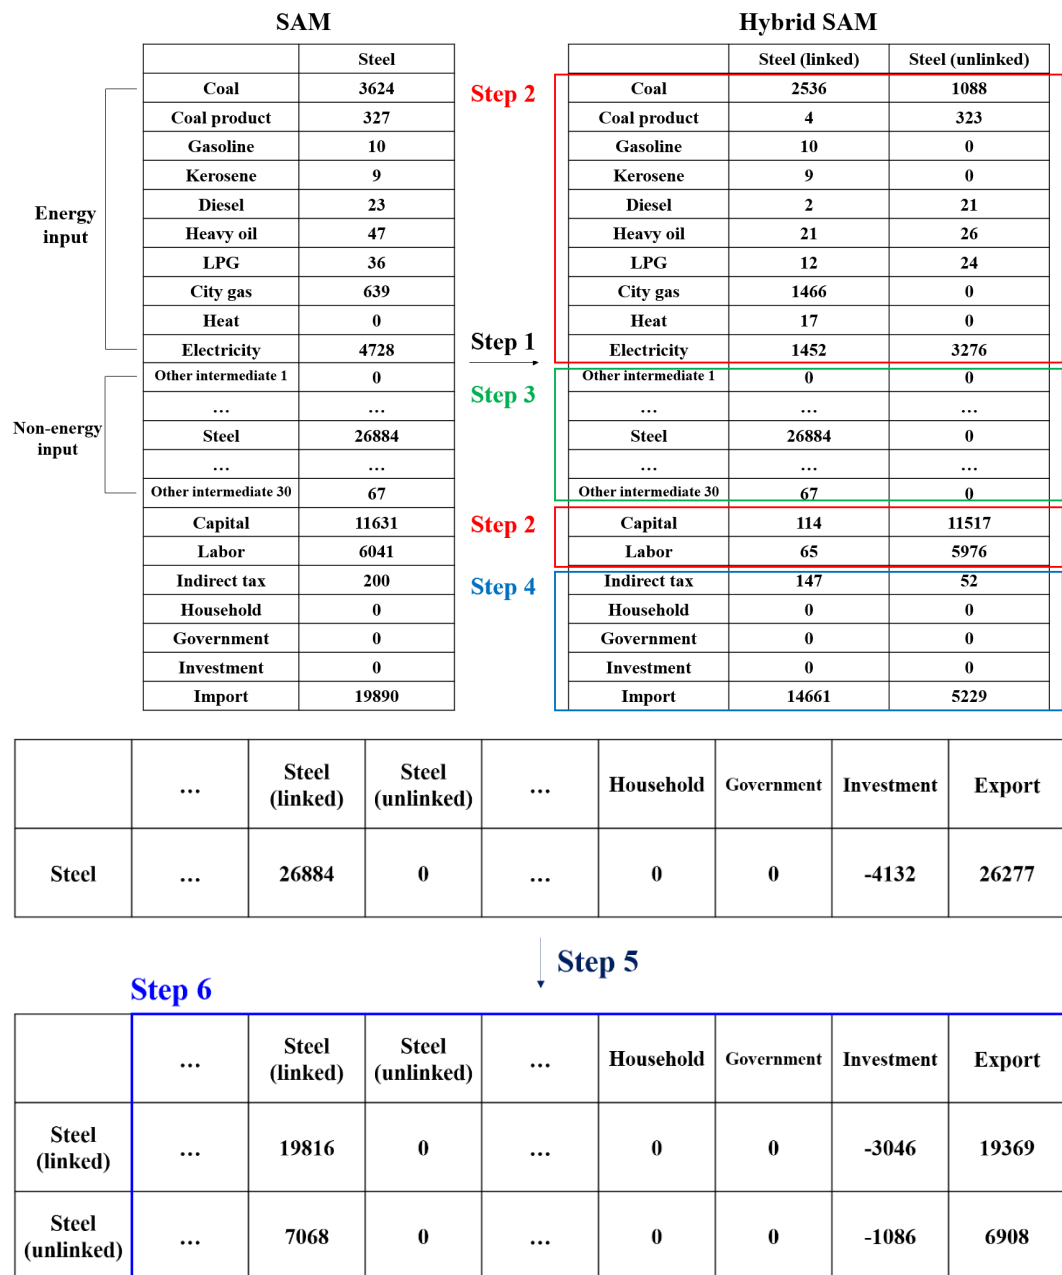 SAM
Hybrid SAM
Steel
Steel (linked) Steel (unlinked)
Step 2
Coal 3624
Coal 2536 1088
Coal product 327
Coal product 4 323
Gasoline 10
Gasoline 10 0
Kerosene 9
Kerosene 9 0
Energy
input
Diesel 23
Diesel 2 21
Heavy oil 47
Heavy oil 21 26
LPG 36
LPG 12 24
City gas 639
City gas 1466 0
Heat 0
Heat 17 0
Step 1
Electricity 4728
Electricity 1452 3276
Other intermediate 1 0
Other intermediate 1 0 0
Step 3
... ...
... ... ...
Non-energy
input
Steel 26884
Steel 26884 0
... ...
... ... ...
Other intermediate 30 67
Other intermediate 30 67 0
Step 2
Capital 11631
Capital 114 11517
Labor 6041
Labor 65 5976
Step 4
Indirect tax 200
Indirect tax 147 52
Household 0
Household 0 0
Government 0
Government 0 0
Investment 0
Investment 0 0
Import 19890
Import 14661 5229
... Steel (linked) Steel (unlinked) ... Household Government Investment Export
Steel ... 26884 0 ... 0 0 -4132 26277
Step 5
Step 6
... Steel (linked) Steel (unlinked) ... Household Government Investment Export
Steel (linked) ... 19816 0 ... 0 0 -3046 19369
Steel (unlinked) ... 7068 0 ... 0 0 -1086 6908